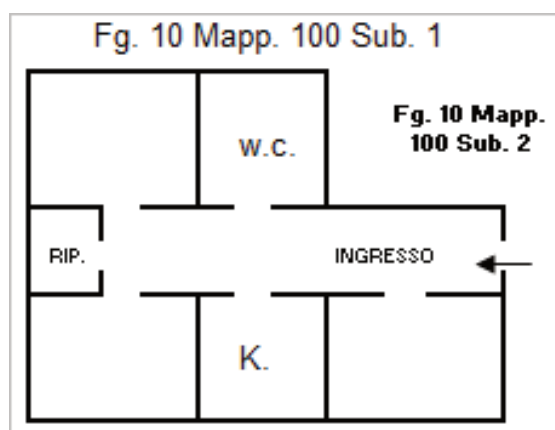 Fg. 10 Mapp. 100 Sub. 1
Fg. 10 Mapp.
100 Sub. 2
W.C.
RIP.
INGRESSO
K.